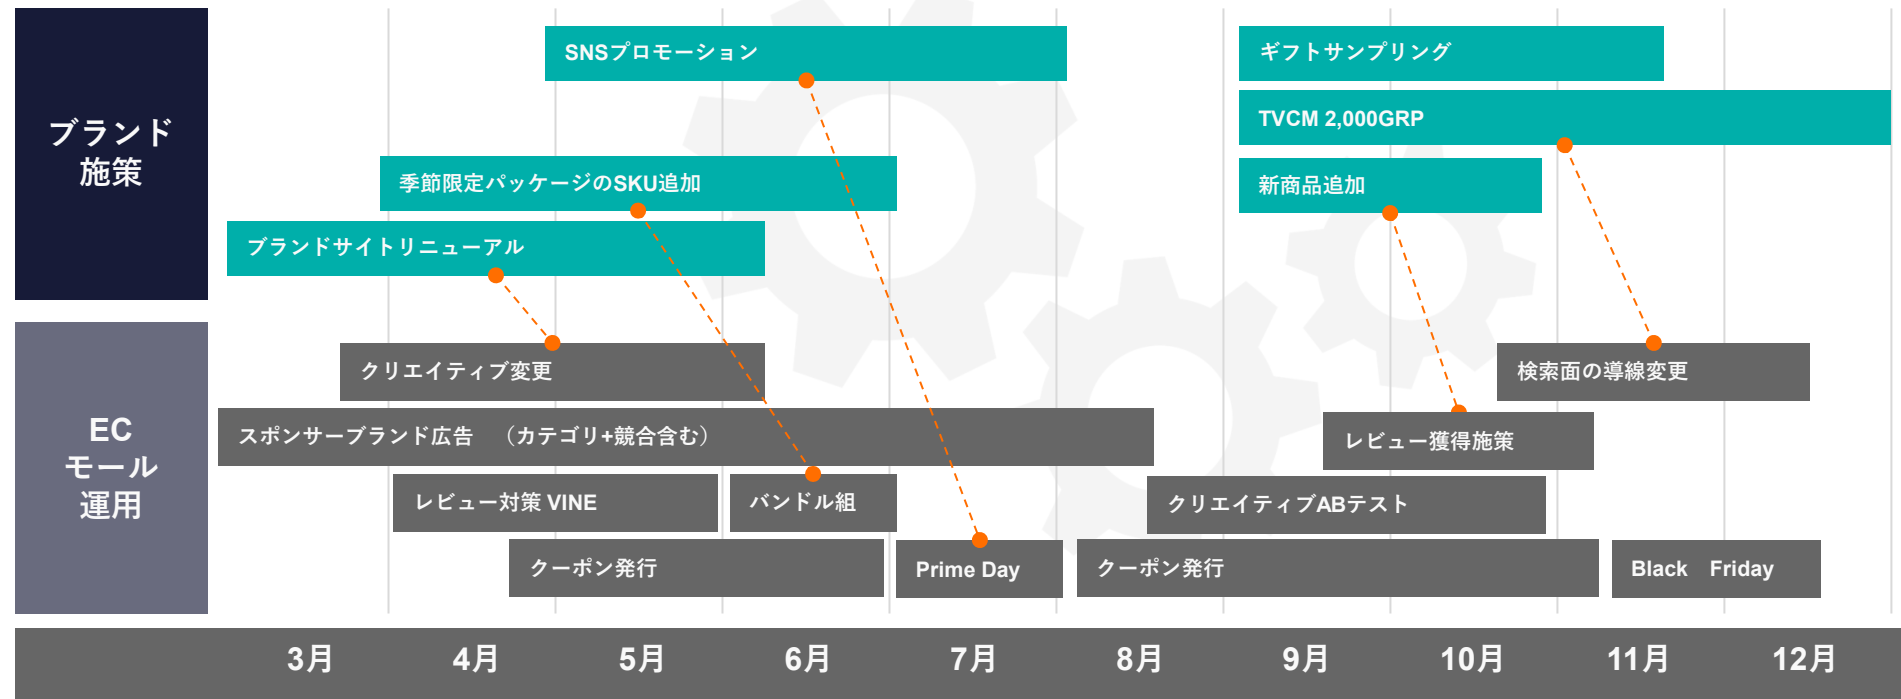 ブランド
施策
SNSプロモーション
ギフトサンプリング
TVCM 2,000GRP
季節限定パッケージのSKU追加
新商品追加
ブランドサイトリニューアル
EC
モール
運用
クリエイティブ変更
検索面の導線変更
スポンサーブランド広告　（カテゴリ+競合含む）
レビュー獲得施策
レビュー対策 VINE
バンドル組
クリエイティブABテスト
クーポン発行
Prime Day
クーポン発行
Black　Friday
3月 4月 5月 6月 7月 8月 9月 10月 11月 12月